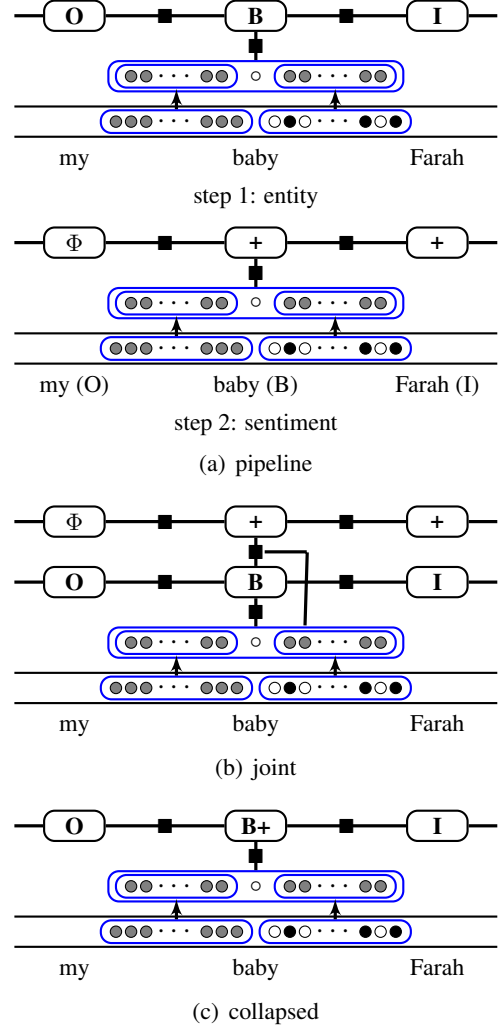 O B I
my baby Farah
step 1: entity
Φ + +
my (O) baby (B) Farah (I)
step 2: sentiment
(a) pipeline
Φ + +
O B I
my baby Farah
(b) joint
O B+ I
my baby Farah
(c) collapsed